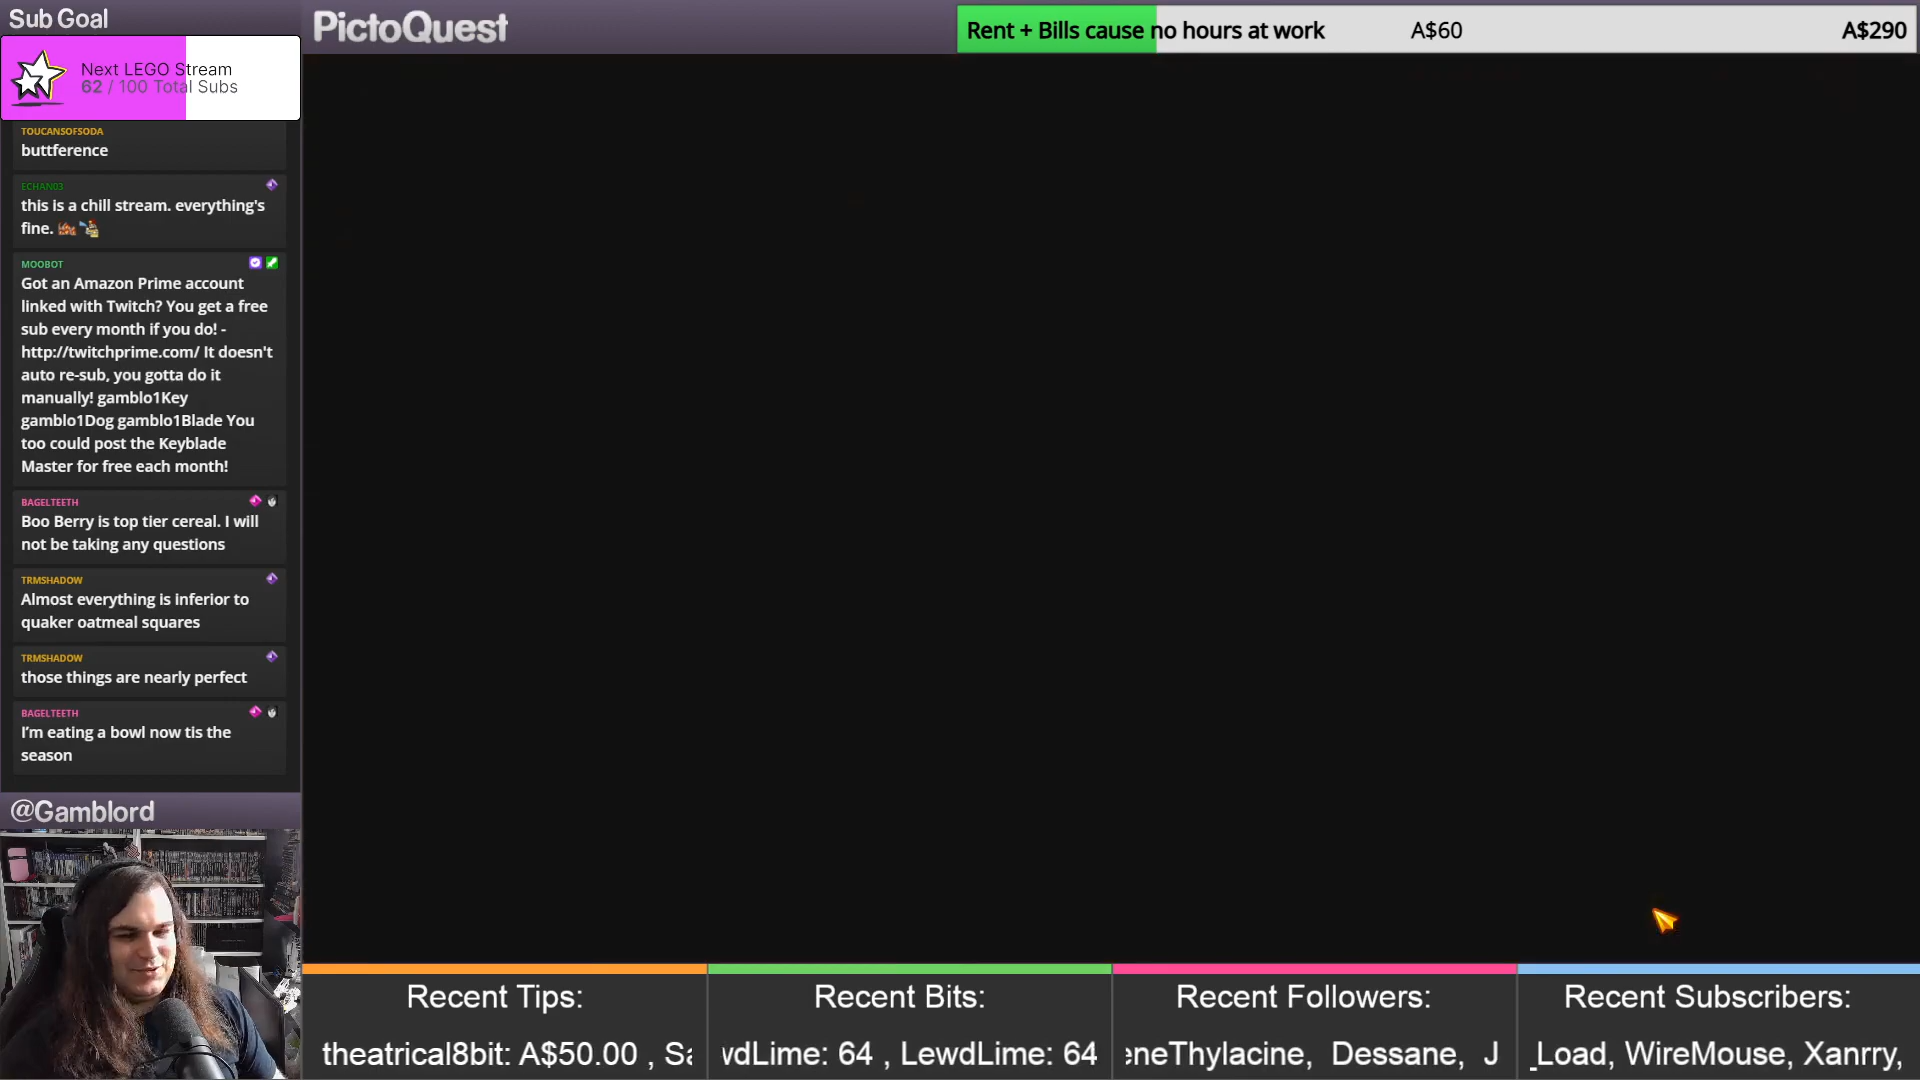 Sub Goal
Next LEGO Stream
62 / 100 Total Subs
PictoQuest
Rent + Bills cause no hours at work A$60 A$290
TOUCANSOFSODA
buttference
ECHAN03
this is a chill stream. everything's
fine.
MOOBOT
Got an Amazon Prime account
linked with Twitch? You get a free
sub every month if you do! -
http://twitchprime.com/ It doesn't
auto re-sub, you gotta do it
manually! gamblo1Key
gamblo1Dog gamblo1Blade You
too could post the Keyblade
Master for free each month!
BAGELTEETH
Boo Berry is top tier cereal. I will
not be taking any questions
TRMSHADOW
Almost everything is inferior to
quaker oatmeal squares
TRMSHADOW
those things are nearly perfect
BAGELTEETH
I'm eating a bowl now tis the
season
@Gamblord
Recent Tips:
theatrical8bit: A$50.00 , Sa
Recent Bits:
wdLime: 64 , LewdLime: 64
Recent Followers:
eneThylacine, Dessane, J
Recent Subscribers:
_Load, WireMouse, Xanrry,